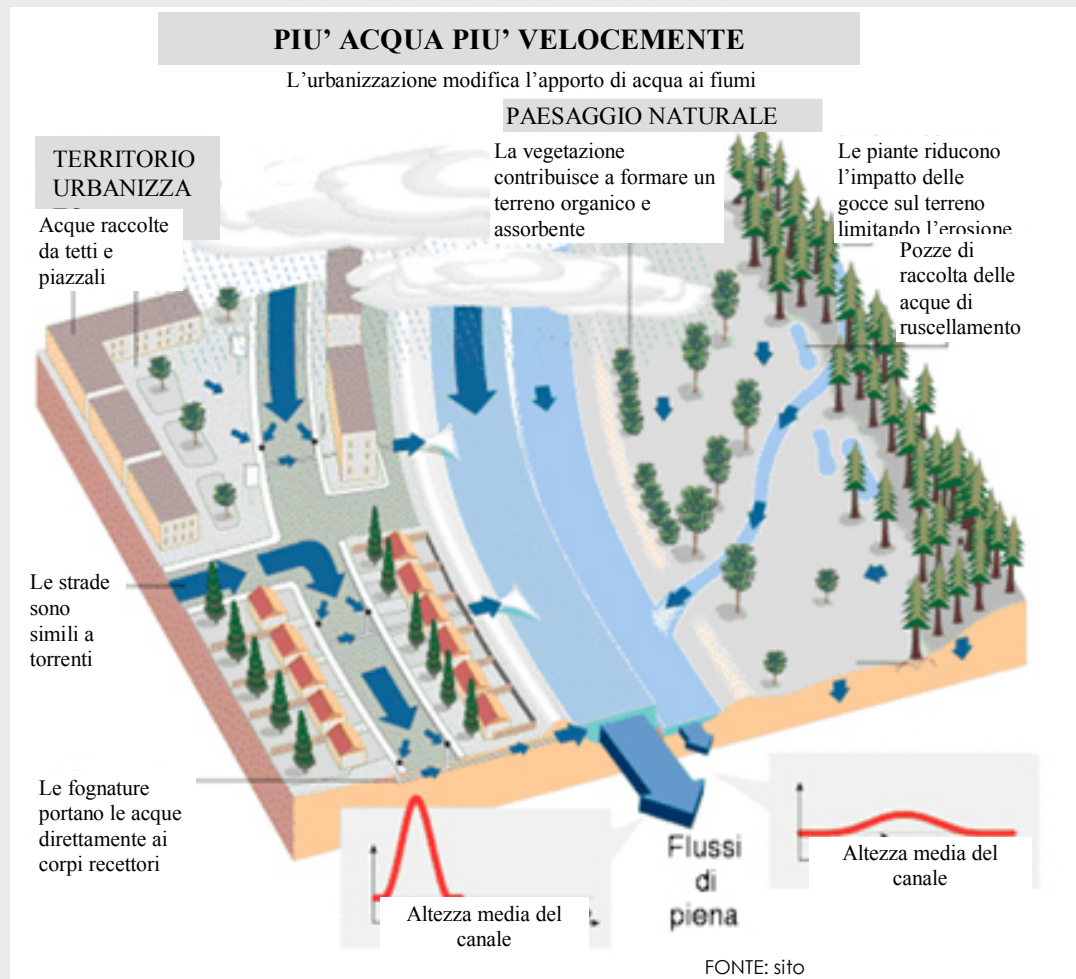 PIU' ACQUA PIU' VELOCEMENTE
L'urbanizzazione modifica l'apporto di acqua ai fiumi
PAESAGGIO NATURALE
TERRITORIO
URBANIZZA
Acque raccolte
da tetti e
piazzali
La vegetazione
contribuisce a formare un
terreno organico e
assorbente
Le piante riducono
l'impatto delle
gocce sul terreno
limitando l'erosione
Pozze di
raccolta delle
acque di
ruscellamento
Le strade
sono
simili a
torrenti
Le fognature
portano le acque
direttamente ai
corpi recettori
Altezza media del
canale
Flussi
di
piena
Altezza media del
canale
FONTE: sito